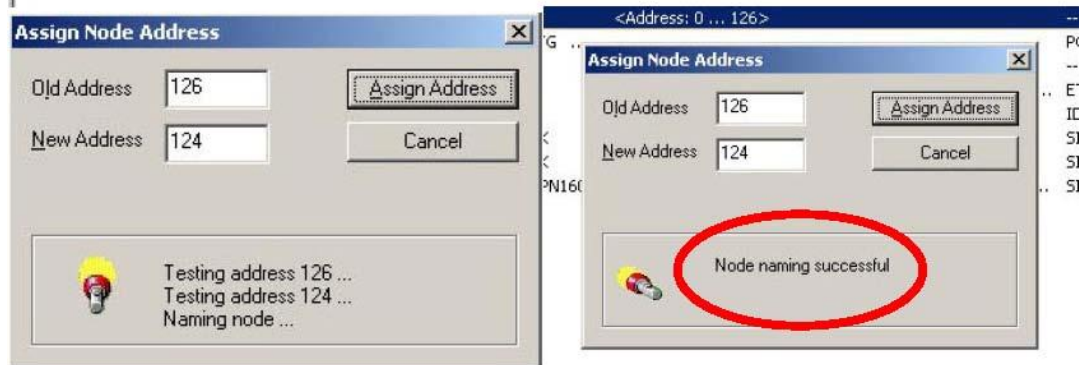 Assign Node Address
Old Address 126 Assign Address
New Address 124 Cancel
Testing address 126 ...
Testing address 124 ...
Naming node ...
<Address: 0 ... 126>
Assign Node Address
Old Address 126 Assign Address
New Address 124 Cancel
Node naming successful